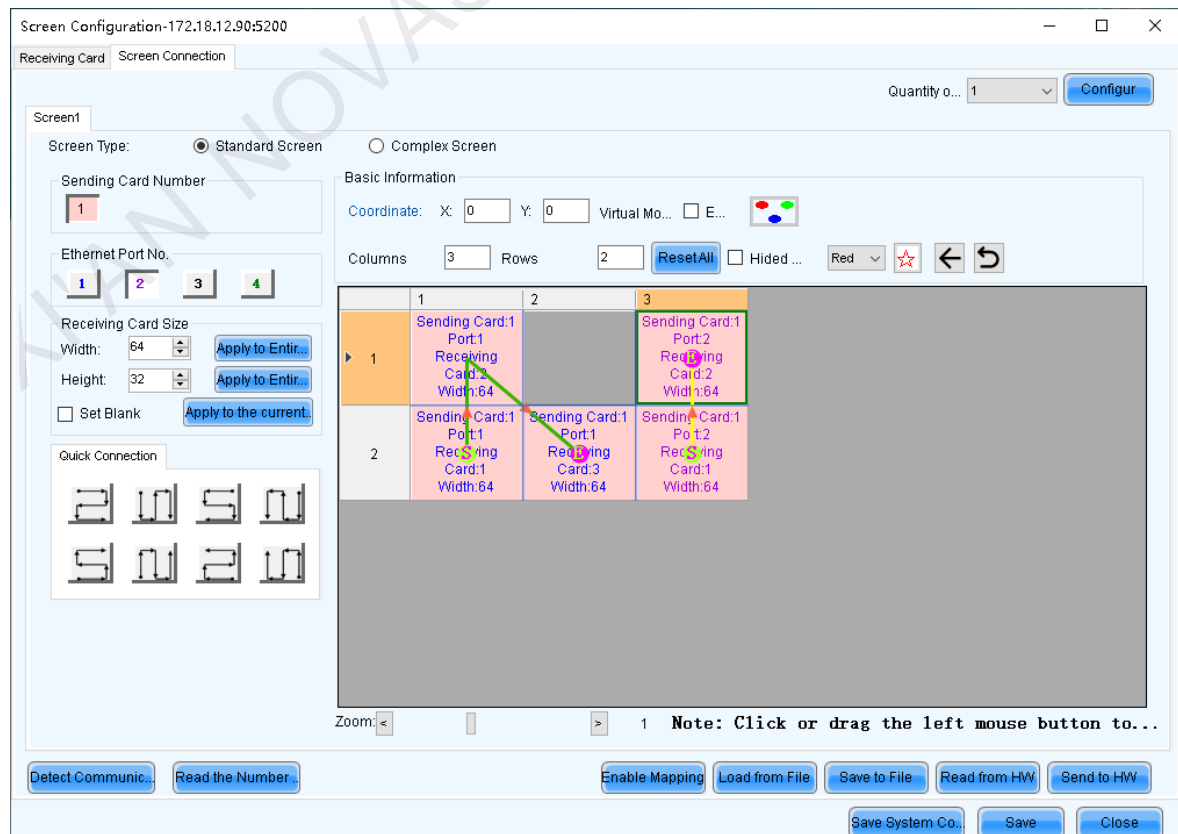 Screen Configuration-172.18.12.90:5200
Receiving Card Screen Connection
Quantity o... 1 Configur
Screen1
Screen Type: Standard Screen Complex Screen
Sending Card Number
1
Basic Information
Coordinate: X: 0 Y: 0 Virtual Mo... E...
Ethernet Port No.
1 2 3 4
Columns 3 Rows 2 ResetAll Hided ... Red
Receiving Card Size
Width: 64 Apply to Entir...
Height: 32 Apply to Entir...
Set Blank Apply to the current..
Quick Connection
1 2 3
1
Sending Card:1
Port:1
Receiving
Card:2
Width:64
Sending Card:1
Port:2
Receiving
Card:2
Width:64
E
2
Sending Card:1
Port:1
Receiving
Card:1
Width:64
S
Sending Card:1
Port:1
Receiving
Card:3
Width:64
E
Sending Card:1
Port:2
Receiving
Card:1
Width:64
S
Zoom: < > 1 Note: Click or drag the left mouse button to...
Detect Communic... Read the Number .. Enable Mapping Load from File Save to File Read from HW Send to HW
Save System Co.. Save Close
XI'AN NOVAS